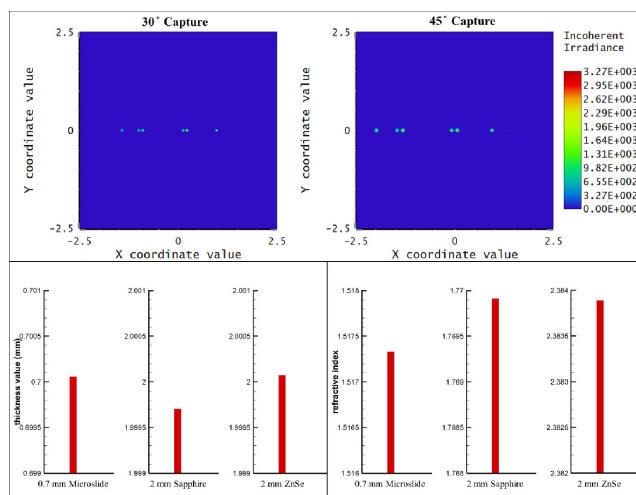 30° Capture
45° Capture
2.5
0
-2.5
Y coordinate value
-2.5
0
2.5
X coordinate value
2.5
0
-2.5
Y coordinate value
-2.5
0
2.5
X coordinate value
Incoherent
Irradiance
3.27E+003
2.95E+003
2.62E+003
2.29E+003
1.96E+003
1.64E+003
1.31E+003
9.82E+002
6.55E+002
3.27E+002
0.00E+000
thickness value (mm)
0.701
0.7005
0.7
0.6995
0.699
0.7 mm Microslide
2.001
2.0005
2
1.9995
1.999
2 mm Sapphire
2.001
2.0005
2
1.9995
1.999
2 mm ZnSe
refractive index
1.518
1.5175
1.517
1.5165
1.516
0.7 mm Microslide
1.77
1.7695
1.769
1.7685
1.768
2 mm Sapphire
2.384
2.3835
2.383
2.3825
2.382
2 mm ZnSe